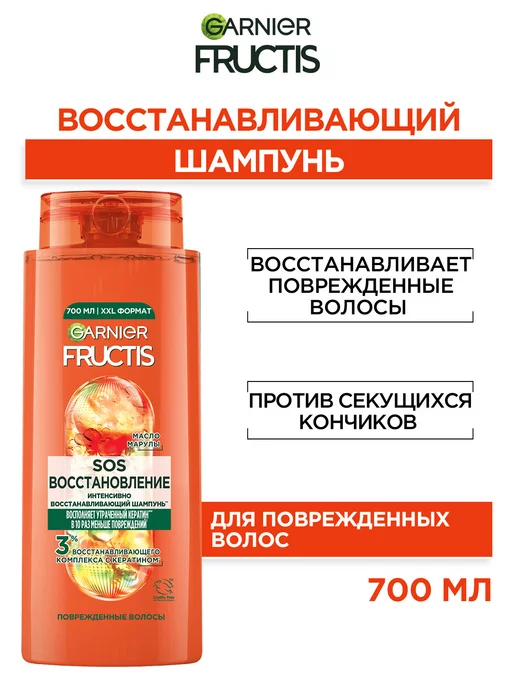 GARNIER
FRUCTIS
ВОССТАНАВЛИВАЮЩИЙ
ШАМПУНЬ
700 МЛ | XXL ФОРМАТ
GARNIER
FRUCTIS
МАСЛО
МАРУЛЫ
SOS
ВОССТАНОВЛЕНИЕ
ИНТЕНСИВНО
ВОССТАНАВЛИВАЮЩИЙ ШАМПУНЬ
ВОСПОЛНЯЕТ УТРАЧЕННЫЙ КЕРАТИН
В 10 РАЗ МЕНЬШЕ ПОВРЕЖДЕНИЙ
3% ВОССТАНАВЛИВАЮЩЕГО
КОМПЛЕКСА С КЕРАТИНОМ
Cruelty Free
ПОВРЕЖДЕННЫЕ ВОЛОСЫ
ВОССТАНАВЛИВАЕТ
ПОВРЕЖДЕННЫЕ
ВОЛОСЫ
ПРОТИВ СЕКУЩИХСЯ
КОНЧИКОВ
ДЛЯ ПОВРЕЖДЕННЫХ
ВОЛОС
700 МЛ